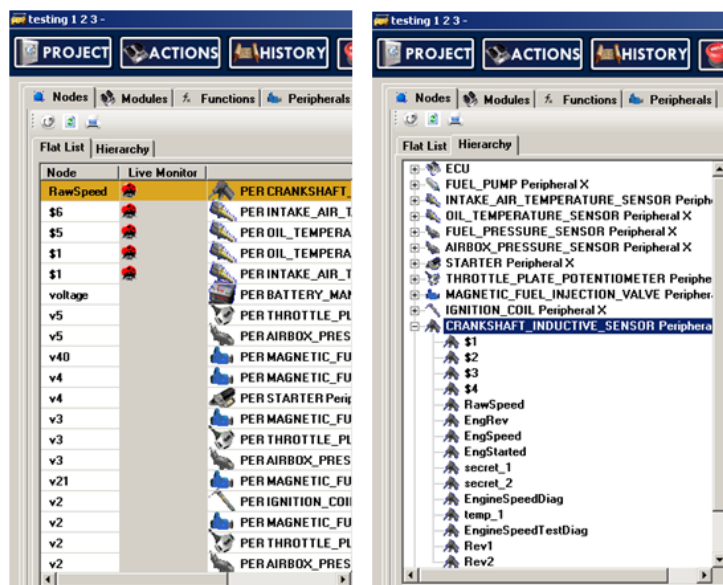 testing 1 2 3 -
PROJECT ACTIONS HISTORY
Nodes Modules Functions Peripherals
Flat List Hierarchy
Node Live Monitor
RawSpeed PER CRANKSHAFT_
$6 PER INTAKE_AIR_T
$5 PER OIL_TEMPERA
$1 PER OIL_TEMPERA
$1 PER INTAKE_AIR_T
voltage PER BATTERY_MAN
v5 PER THROTTLE_PL
v5 PER AIRBOX_PRES
v40 PER MAGNETIC_FU
v4 PER MAGNETIC_FU
v4 PER STARTER Perip
v3 PER MAGNETIC_FU
v3 PER THROTTLE_PL
v3 PER AIRBOX_PRES
v21 PER MAGNETIC_FU
v2 PER IGNITION_COIL
v2 PER MAGNETIC_FU
v2 PER THROTTLE_PL
v2 PER AIRBOX_PRES
testing 1 2 3 -
PROJECT ACTIONS HISTORY
Nodes Modules Functions Peripherals
Flat List Hierarchy
ECU
FUEL_PUMP Peripheral X
INTAKE_AIR_TEMPERATURE_SENSOR Periph
OIL_TEMPERATURE_SENSOR Peripheral X
FUEL_PRESSURE_SENSOR Peripheral X
AIRBOX_PRESSURE_SENSOR Peripheral X
STARTER Peripheral X
THROTTLE_PLATE_POTENTIOMETER Periphe
MAGNETIC_FUEL_INJECTION_VALVE Peripher
IGNITION_COIL Peripheral X
CRANKSHAFT_INDUCTIVE_SENSOR Periphera
$1
$2
$3
$4
RawSpeed
EngRev
EngSpeed
EngStarted
secret_1
secret_2
EngineSpeedDiag
temp_1
EngineSpeedTestDiag
Rev1
Rev2